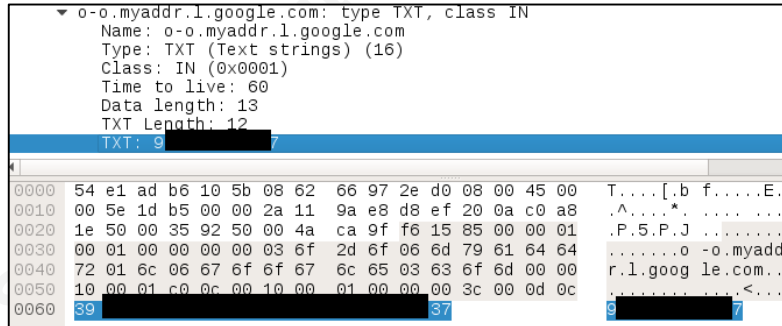 ▼ o-o.myaddr.l.google.com: type TXT, class IN
Name: o-o.myaddr.l.google.com
Type: TXT (Text strings) (16)
Class: IN (0x0001)
Time to live: 60
Data length: 13
TXT Length: 12
TXT: 9 7
0000 54 e1 ad b6 10 5b 08 62 66 97 2e d0 08 00 45 00 T....[.b f.....E.
0010 00 5e 1d b5 00 00 2a 11 9a e8 d8 ef 20 0a c0 a8 .^....*. .... ...
0020 1e 50 00 35 92 50 00 4a ca 9f f6 15 85 00 00 01 .P.5.P.J ........
0030 00 01 00 00 00 00 03 6f 2d 6f 06 6d 79 61 64 64 .......o -o.myadd
0040 72 01 6c 06 67 6f 6f 67 6c 65 03 63 6f 6d 00 00 r.l.goog le.com..
0050 10 00 01 c0 0c 00 10 00 01 00 00 00 3c 00 0d 0c ........ ....<...
0060 39 37 9 7